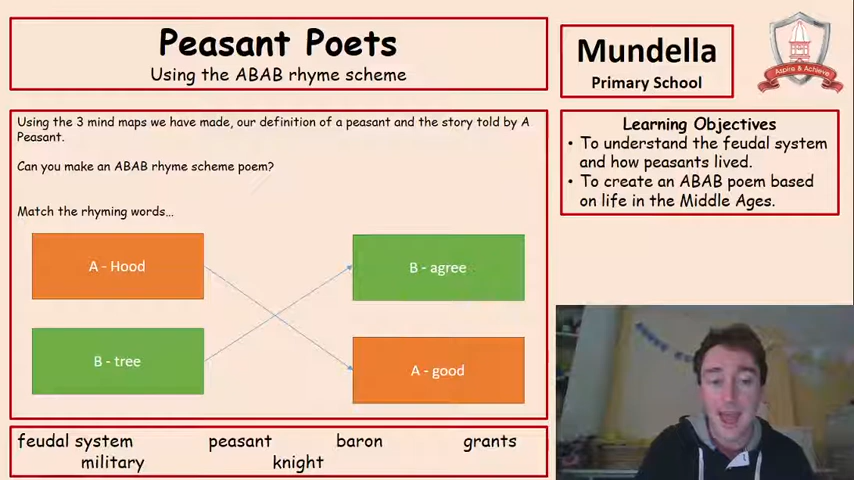 Peasant Poets
Using the ABAB rhyme scheme
Mundella
Primary School
Aspire & Achieve
Using the 3 mind maps we have made, our definition of a peasant and the story told by A
Peasant.
Can you make an ABAB rhyme scheme poem?
Match the rhyming words...
A - Hood
B - agree
B - tree
A - good
Learning Objectives
• To understand the feudal system
and how peasants lived.
• To create an ABAB poem based
on life in the Middle Ages.
feudal system peasant baron grants
military knight